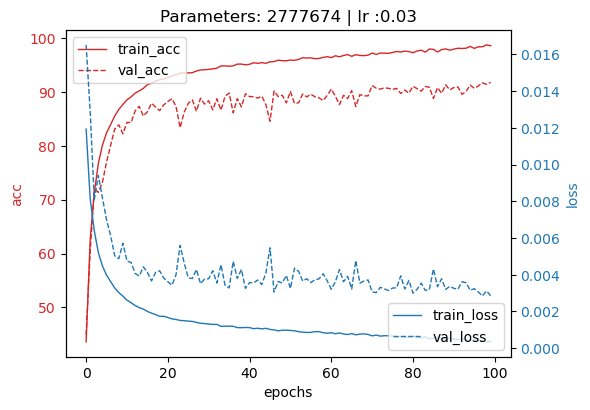 Parameters: 2777674 | lr :0.03
100
90
80
70
60
50
acc
train_acc
val_acc
0.016
0.014
0.012
0.010
0.008
0.006
0.004
0.002
0.000
loss
train_loss
val_loss
0
20
40
60
80
100
epochs